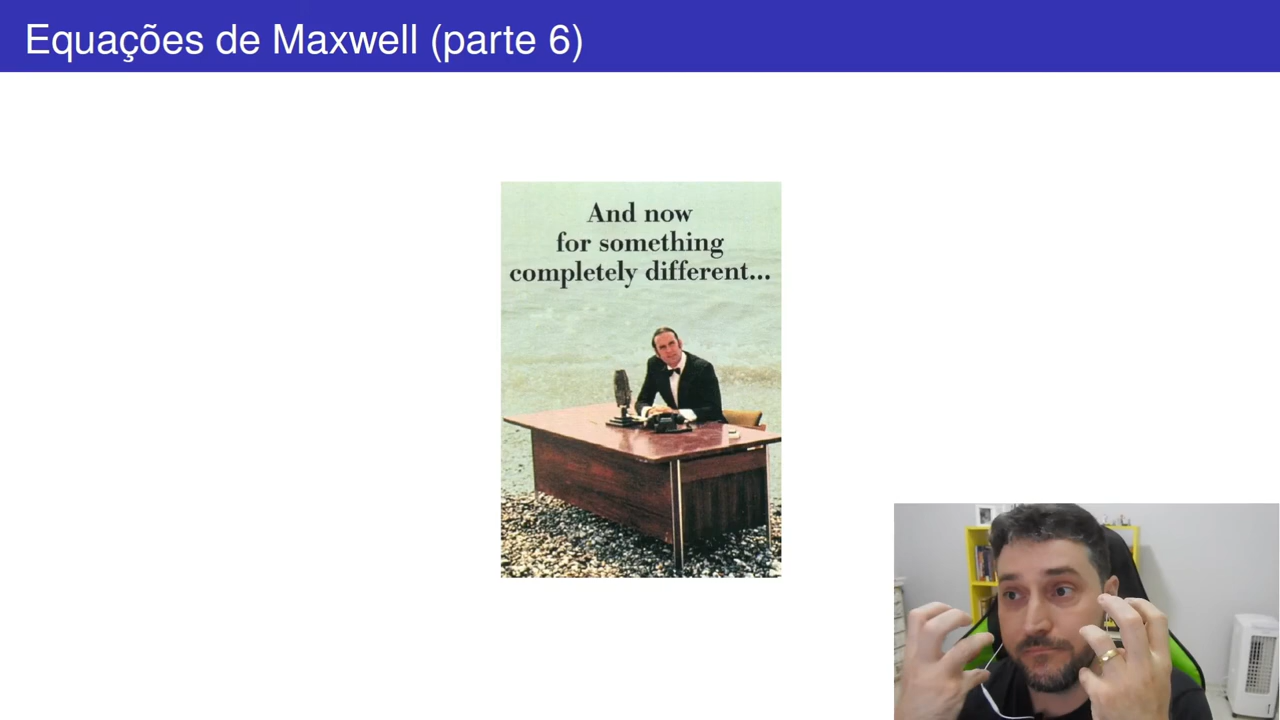 Equações de Maxwell (parte 6)
And now
for something
completely different...